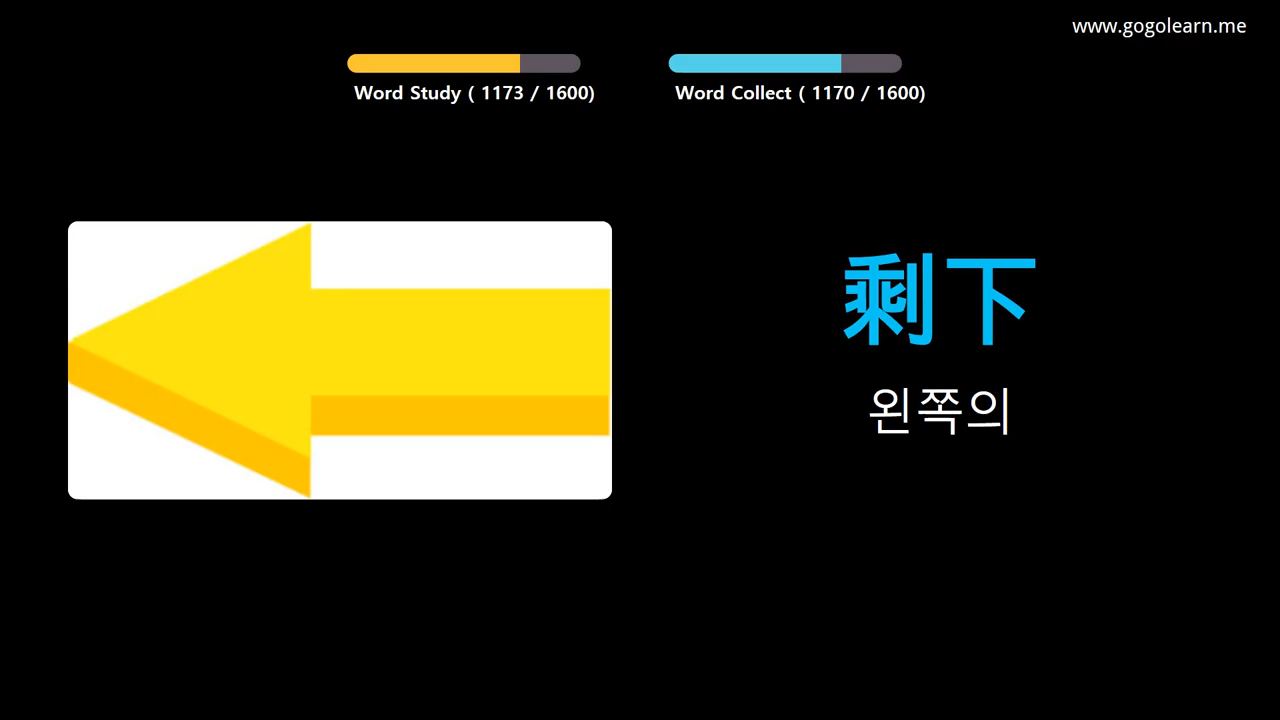 www.gogolearn.me
Word Study ( 1173 / 1600)
Word Collect ( 1170 / 1600)
剩下
왼쪽의